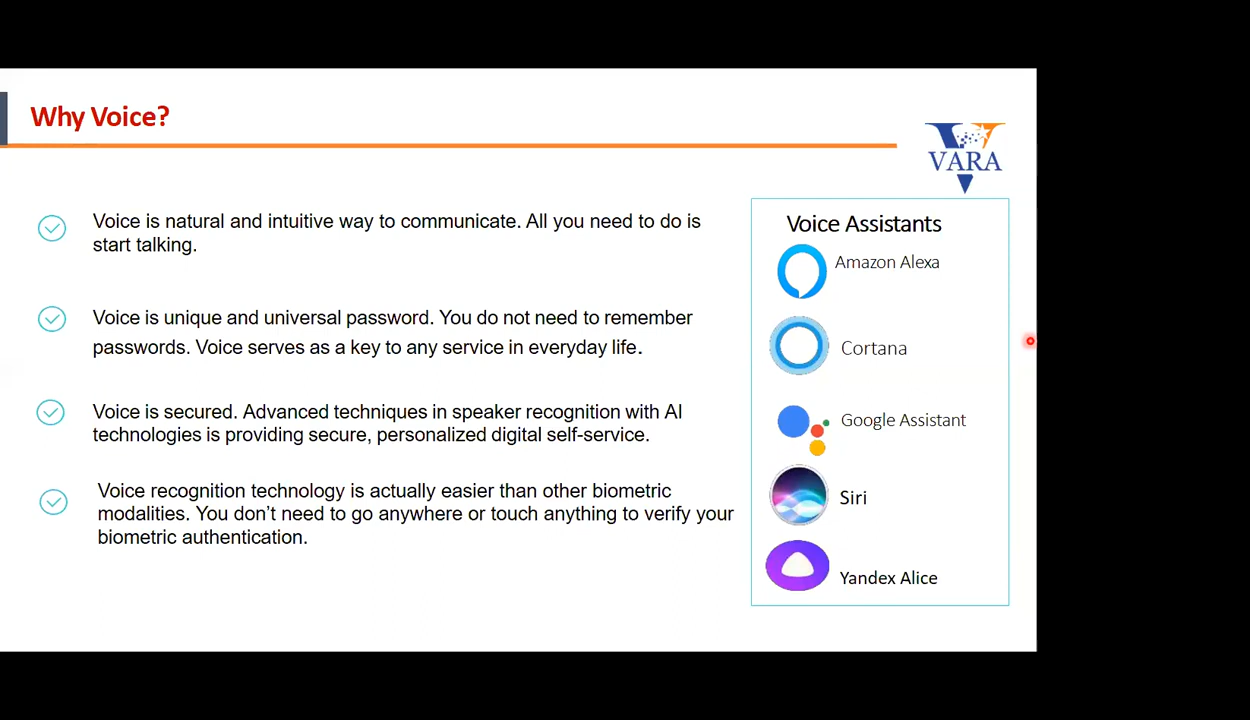 Why Voice?
VARA
Voice is natural and intuitive way to communicate. All you need to do is
start talking.
Voice is unique and universal password. You do not need to remember
passwords. Voice serves as a key to any service in everyday life.
Voice is secured. Advanced techniques in speaker recognition with AI
technologies is providing secure, personalized digital self-service.
Voice recognition technology is actually easier than other biometric
modalities. You don’t need to go anywhere or touch anything to verify your
biometric authentication.
Voice Assistants
Amazon Alexa
Cortana
Google Assistant
Siri
Yandex Alice